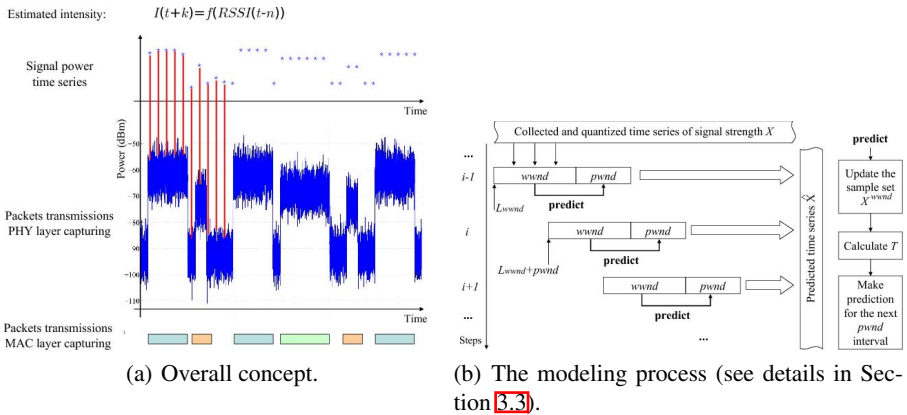 Estimated intensity: I(t+k)=f(RSSI(t-n))
Signal power
time series
Time
Power (dBm)
-50
-60
-70
-80
-90
-100
-110
Packets transmissions
PHY layer capturing
Time
Packets transmissions
MAC layer capturing
(a) Overall concept.
Collected and quantized time series of signal strength X
...
i-1
wwnd pwnd
predict
Lwwnd
i
wwnd pwnd
predict
Lwwnd+pwnd
i+1
wwnd pwnd
predict
...
Steps
...
Predicted time series X̂
predict
Update the
sample set
X^wwnd
Calculate T
Make
prediction
for the next
pwnd
interval
(b) The modeling process (see details in Sec-
tion 3.3).